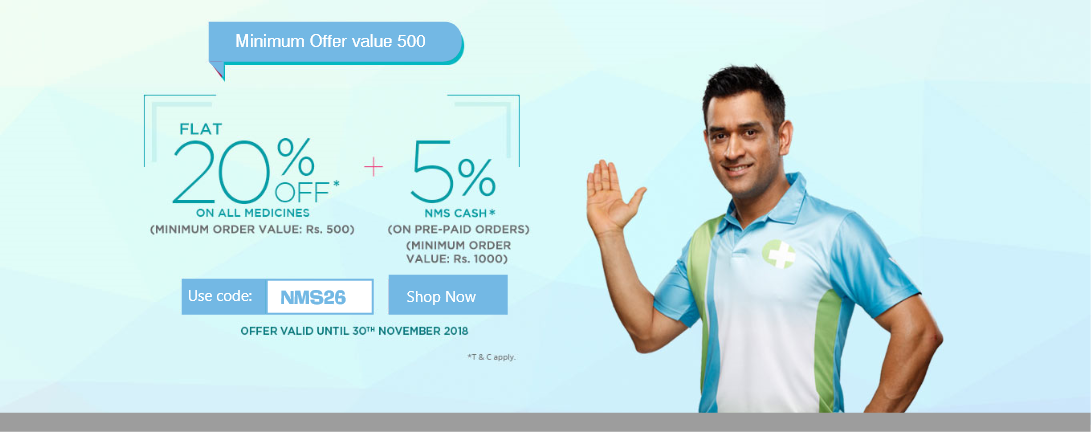 Minimum Offer value 500
FLAT
20% OFF*
ON ALL MEDICINES
(MINIMUM ORDER VALUE: Rs. 500)
+
5%
NMS CASH*
(ON PRE-PAID ORDERS)
(MINIMUM ORDER
VALUE: Rs. 1000)
Use code: NMS26
Shop Now
OFFER VALID UNTIL 30TH NOVEMBER 2018
*T & C apply.